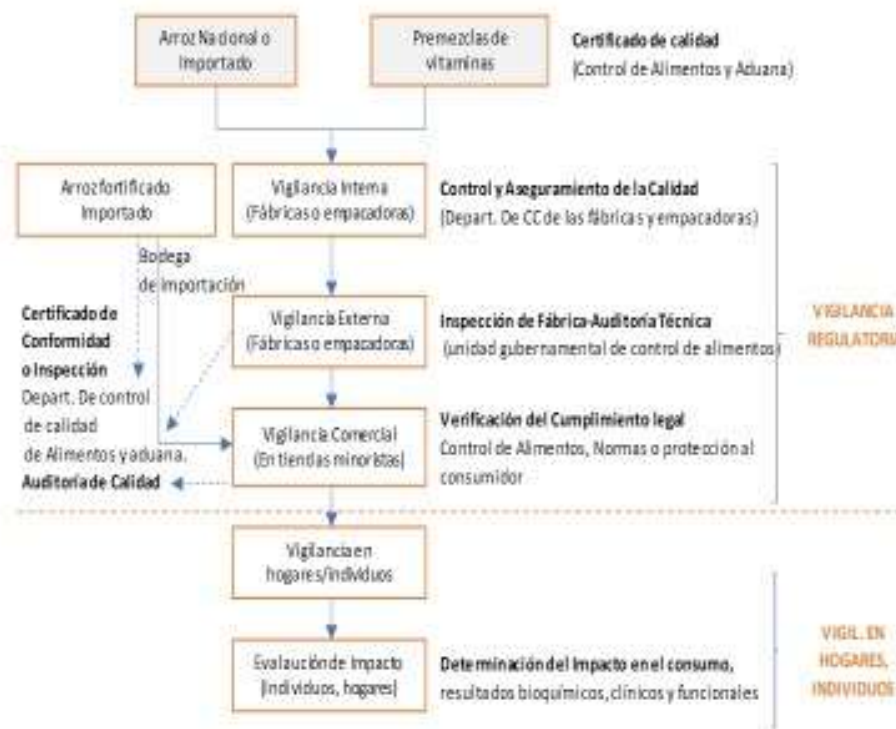 Arroz Nacional o
Importado
Premezclas de
vitaminas
Certificado de calidad
(Control de Alimentos y Aduana)
Arroz fortificado
Importado
Vigilancia Interna
(Fábricas o empacadoras)
Control y Aseguramiento de la Calidad
(Depart. De CC de las fábricas y empacadoras)
Bodega
de importación
Certificado de
Conformidad
o Inspección
Depart. De control
de calidad
de Alimentos y aduana.
Auditoría de Calidad
Vigilancia Externa
(Fábricas o empacadoras)
Inspección de Fábrica-Auditoría Técnica
(unidad gubernamental de control de alimentos)
VIGILANCIA
REGULATORIA
Vigilancia Comercial
(En tiendas minoristas)
Verificación del Cumplimiento legal
Control de Alimentos, Normas o protección al
consumidor
Vigilancia en
hogares/individuos
Evalaución de Impacto
(Individuos, hogares)
Determinación del Impacto en el consumo,
resultados bioquímicos, clínicos y funcionales
VIGIL. EN
HOGARES,
INDIVIDUOS